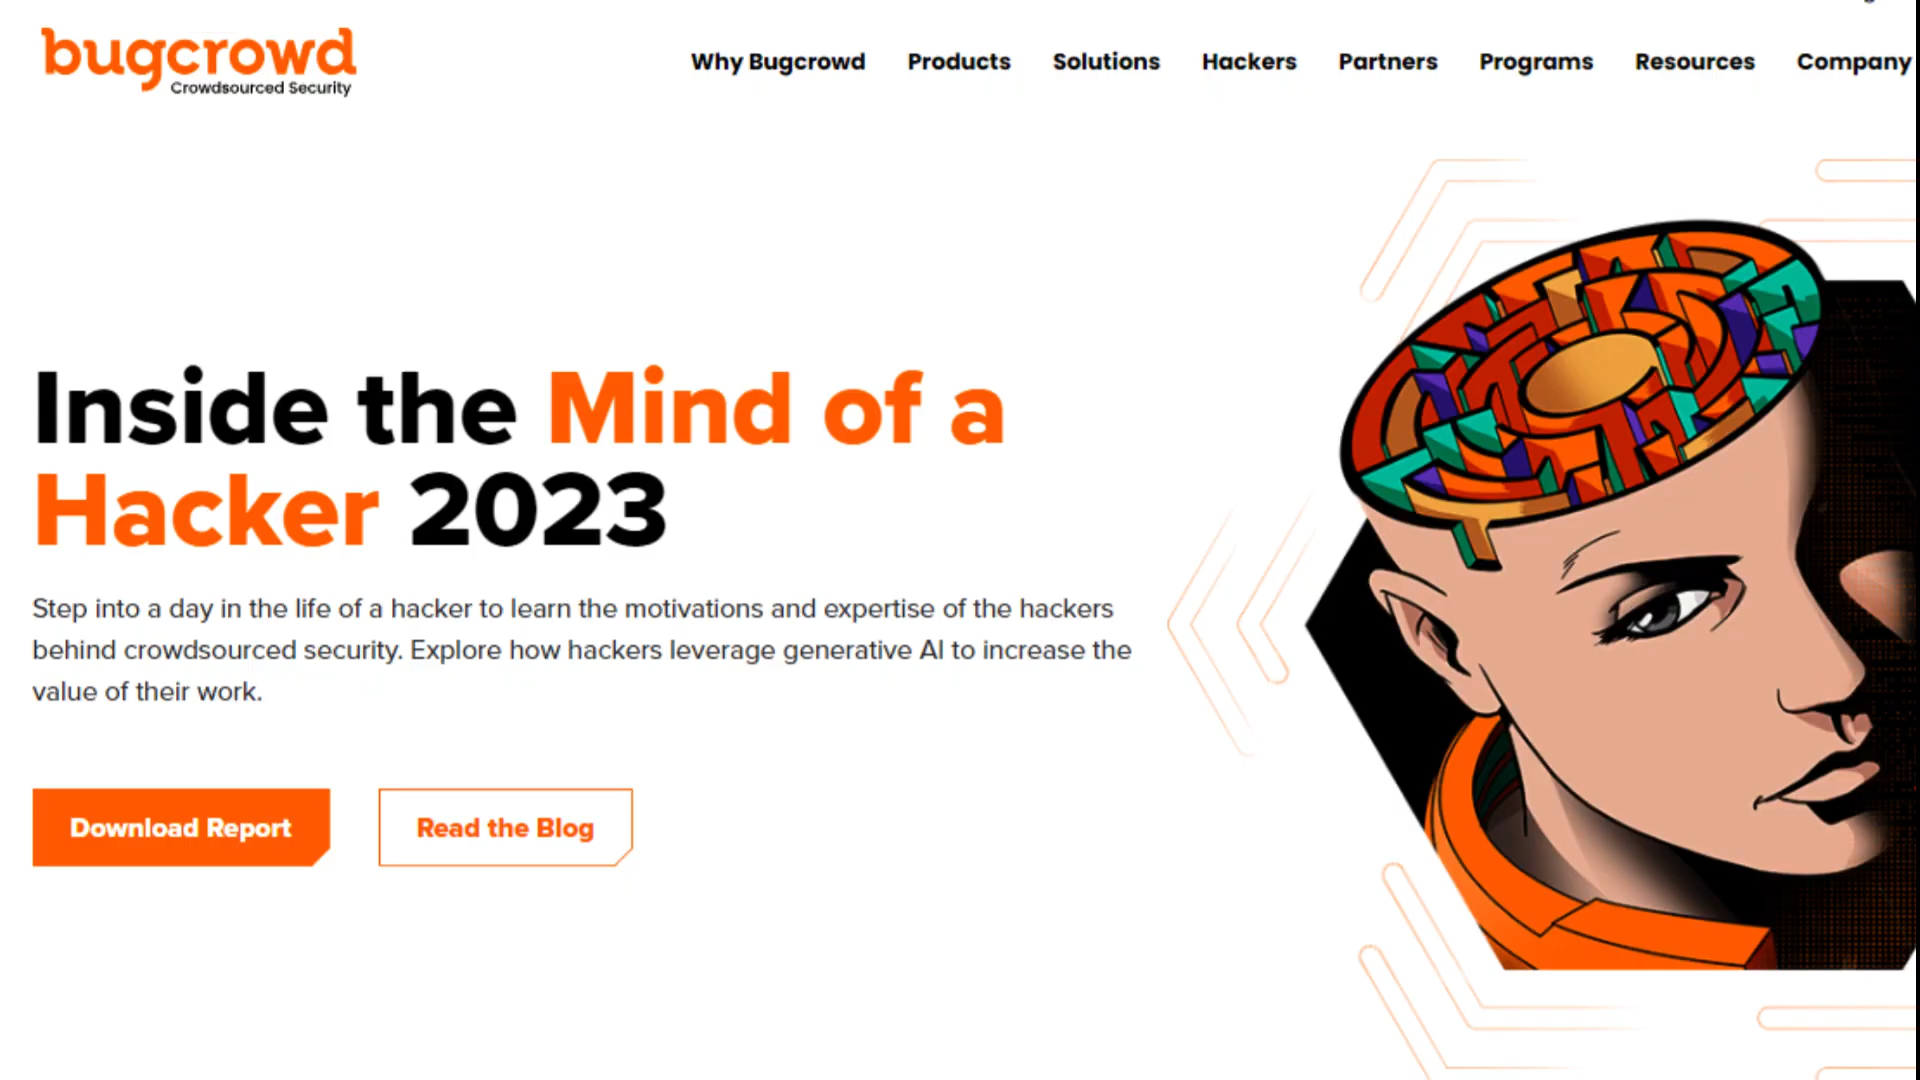 bugcrowd
Crowdsourced Security
Why Bugcrowd Products Solutions Hackers Partners Programs Resources Company
Inside the Mind of a
Hacker 2023
Step into a day in the life of a hacker to learn the motivations and expertise of the hackers
behind crowdsourced security. Explore how hackers leverage generative AI to increase the
value of their work.
Download Report
Read the Blog